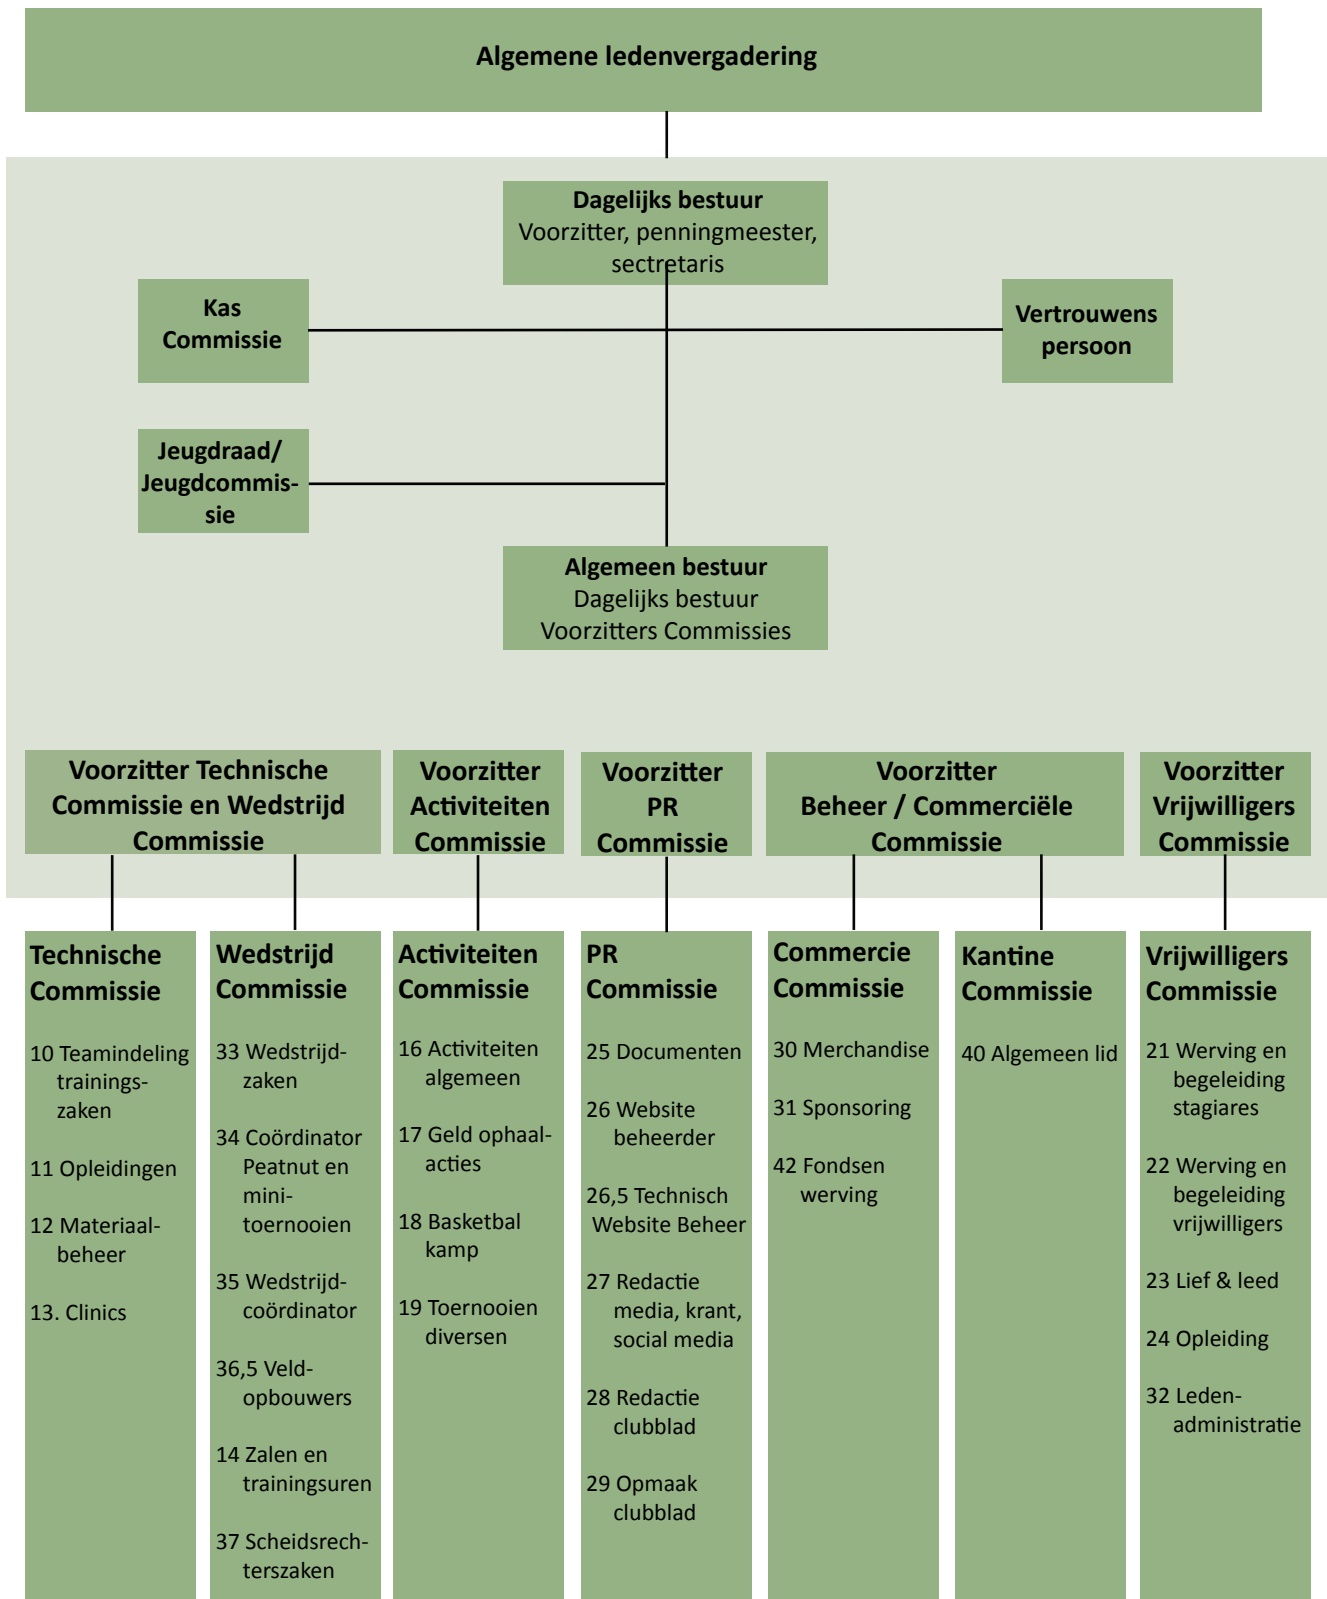 Algemene ledenvergadering
Dagelijks bestuur
Voorzitter, penningmeester,
sectretaris
Kas
Commissie
Vertrouwens
persoon
Jeugdraad/
Jeugdcommis-
sie
Algemeen bestuur
Dagelijks bestuur
Voorzitters Commissies
Voorzitter Technische
Commissie en Wedstrijd
Commissie
Voorzitter
Activiteiten
Commissie
Voorzitter
PR
Commissie
Voorzitter
Beheer / Commerciële
Commissie
Voorzitter
Vrijwilligers
Commissie
Technische
Commissie
10 Teamindeling
trainings-
zaken
11 Opleidingen
12 Materiaal-
beheer
13. Clinics
Wedstrijd
Commissie
33 Wedstrijd-
zaken
34 Coördinator
Peatnut en
mini-
toernooien
35 Wedstrijd-
coördinator
36,5 Veld-
opbouwers
14 Zalen en
trainingsuren
37 Scheidsrech-
terszaken
Activiteiten
Commissie
16 Activiteiten
algemeen
17 Geld ophaal-
acties
18 Basketbal
kamp
19 Toernooien
diversen
PR
Commissie
25 Documenten
26 Website
beheerder
26,5 Technisch
Website Beheer
27 Redactie
media, krant,
social media
28 Redactie
clubblad
29 Opmaak
clubblad
Commercie
Commissie
30 Merchandise
31 Sponsoring
42 Fondsen
werving
Kantine
Commissie
40 Algemeen lid
Vrijwilligers
Commissie
21 Werving en
begeleiding
stagiares
22 Werving en
begeleiding
vrijwilligers
23 Lief & leed
24 Opleiding
32 Leden-
administratie